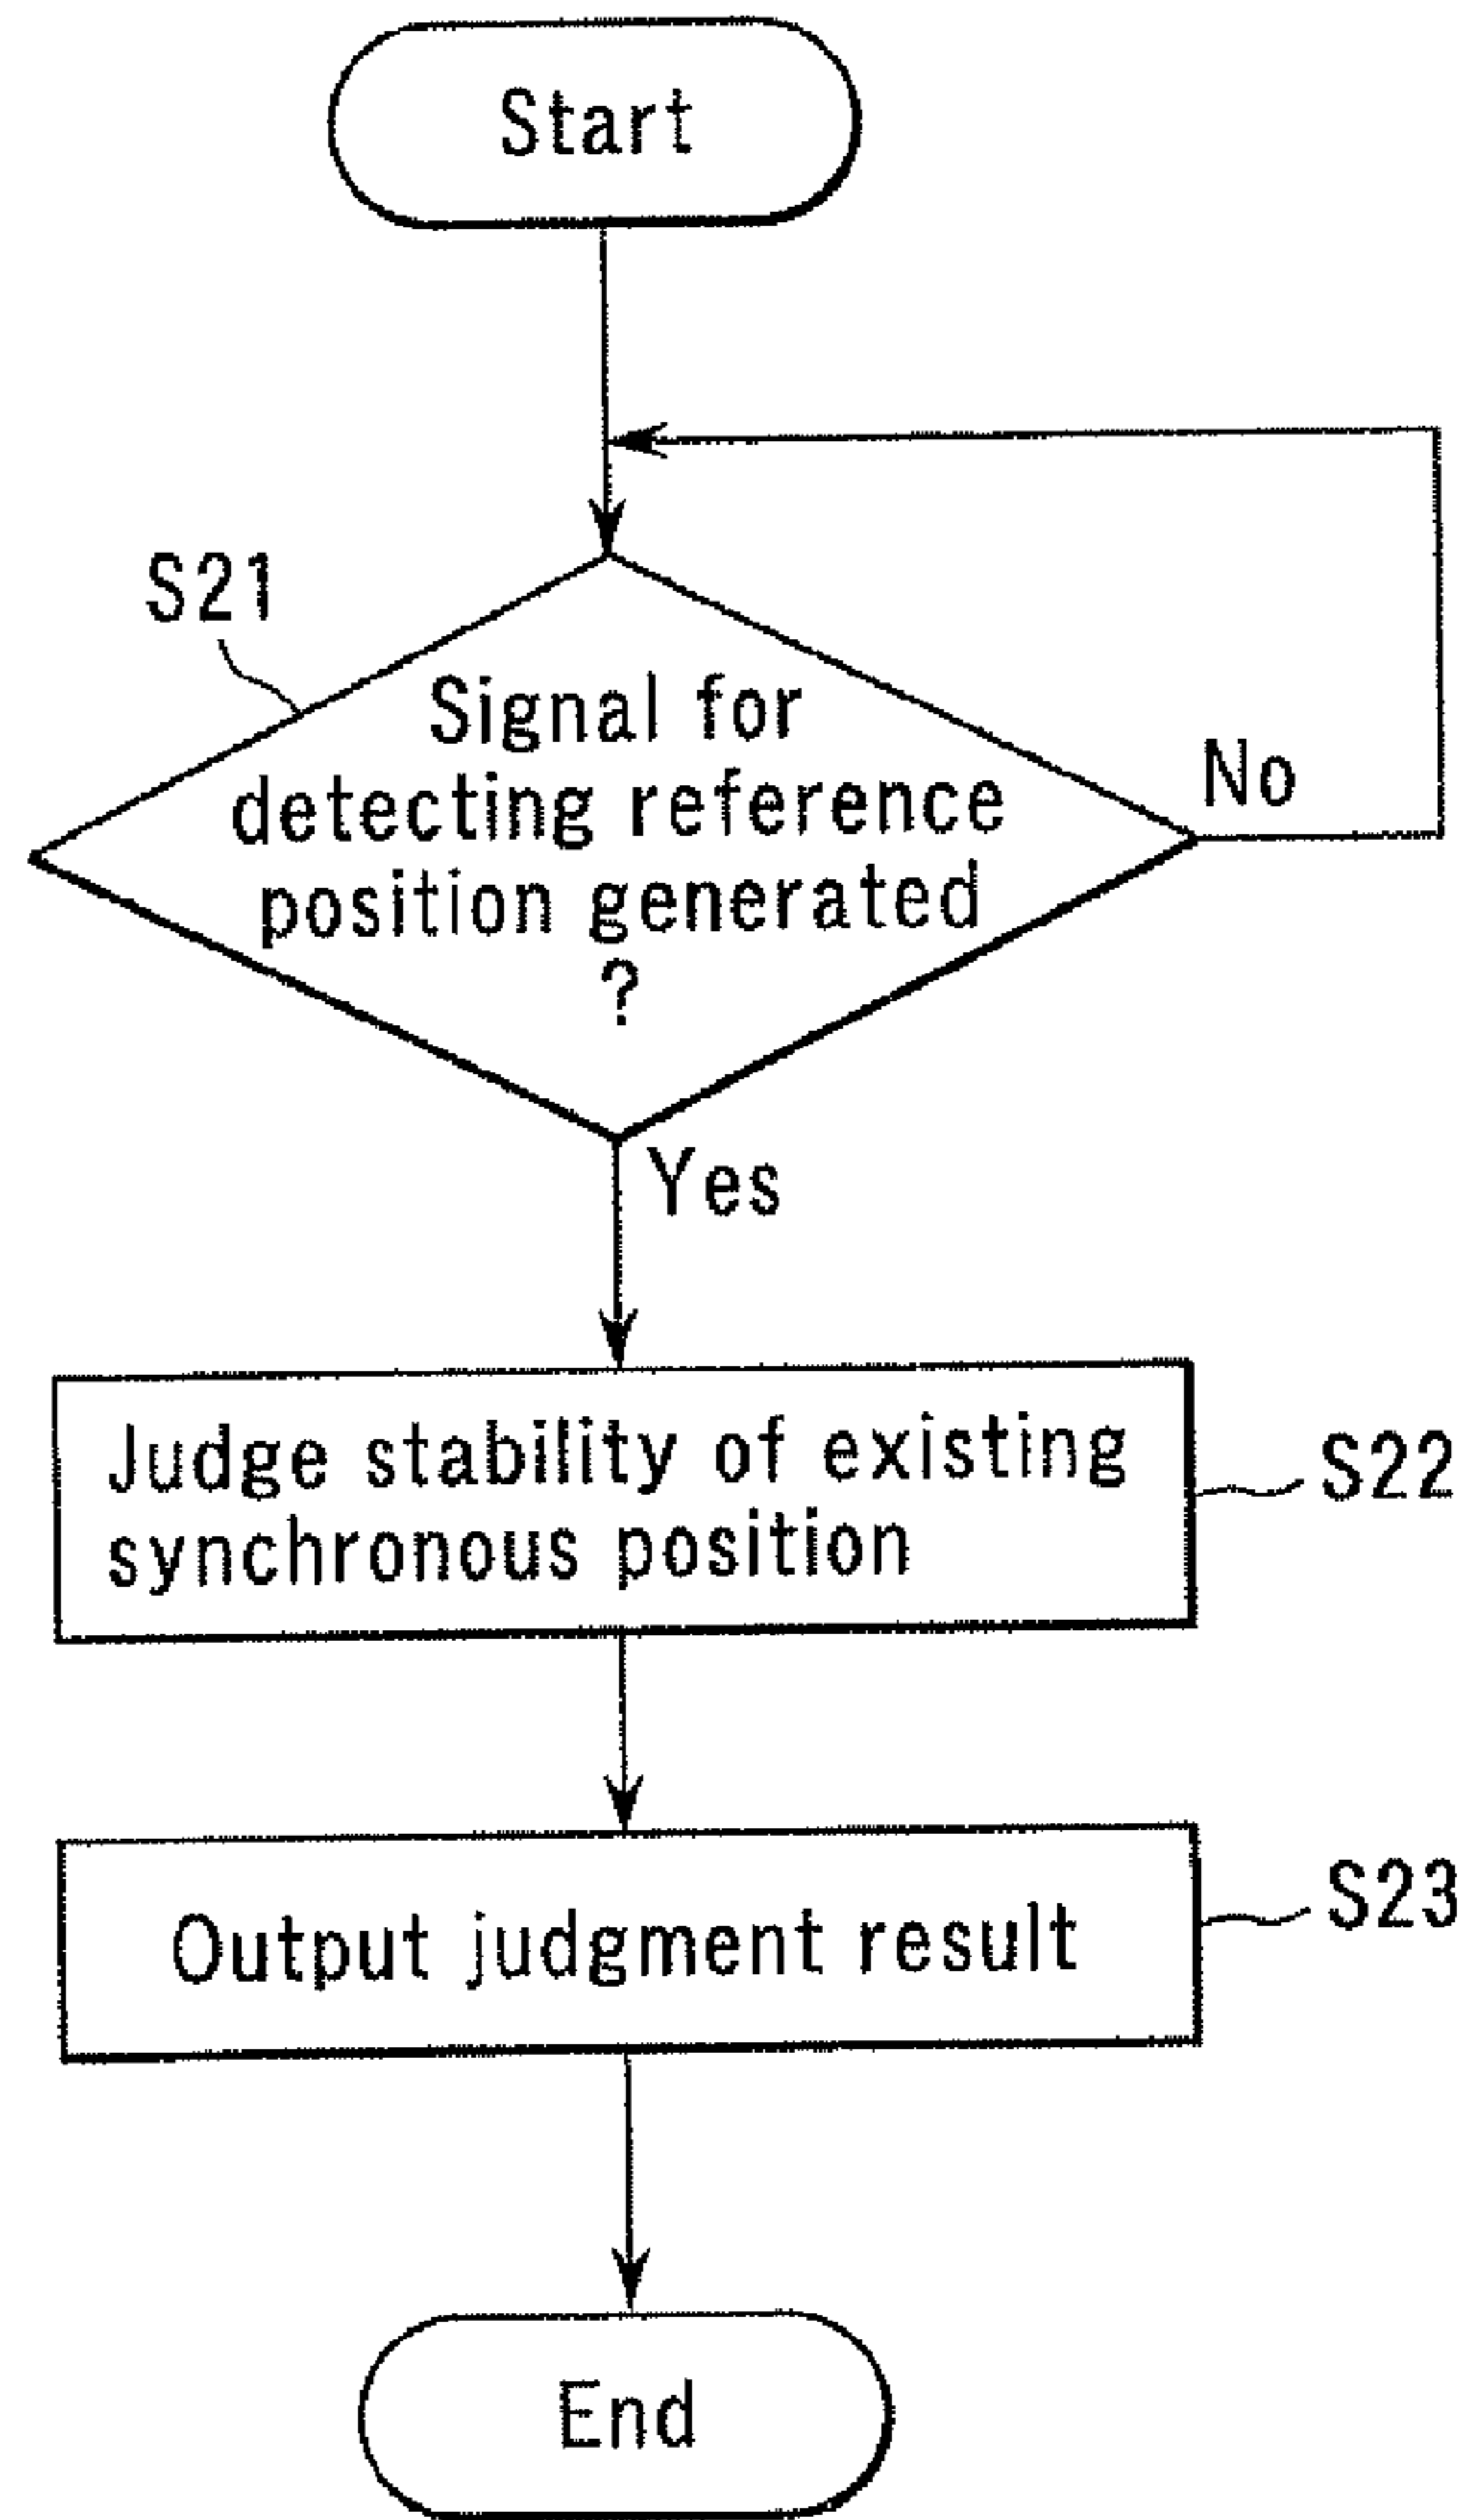 Start
S21
Signal for
detecting reference
position generated
?
No
Yes
Judge stability of existing
synchronous position
S22
Output judgment result
S23
End